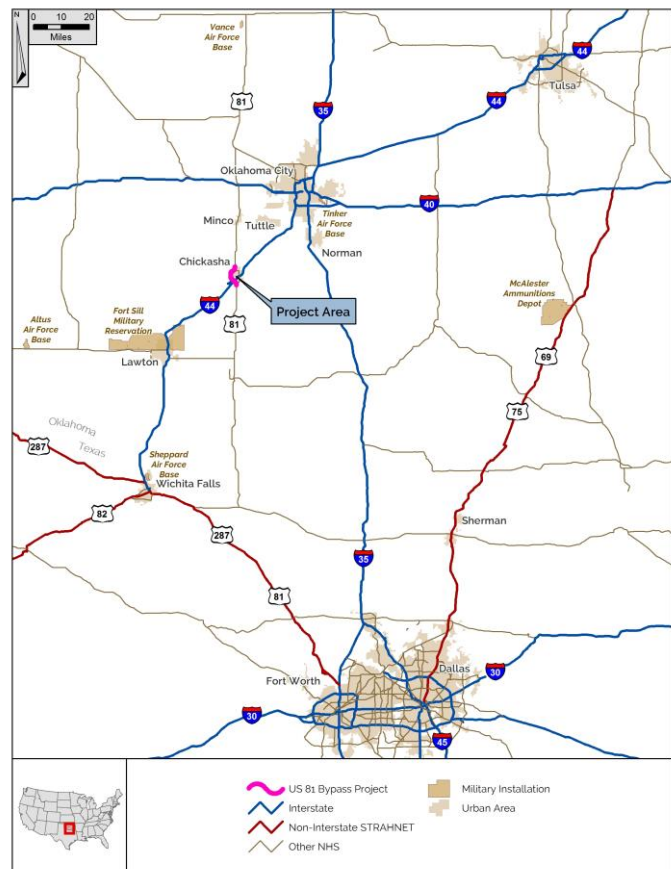 0 10 20
Miles
Vance
Air Force
Base
81
35
44
44
Tulsa
Oklahoma City
40
Minco
Tuttle
Tinker
Air Force
Base
Norman
Chickasha
Project Area
44
81
McAlester
Ammunitions
Depot
Altus
Air Force
Base
Fort Sill
Military
Reservation
Lawton
69
75
Oklahoma
Texas
287
Sheppard
Air Force
Base
Wichita Falls
82
287
Sherman
35
81
Fort Worth
Dallas
30
30
45
US 81 Bypass Project
Interstate
Non-Interstate STRAHNET
Other NHS
Military Installation
Urban Area